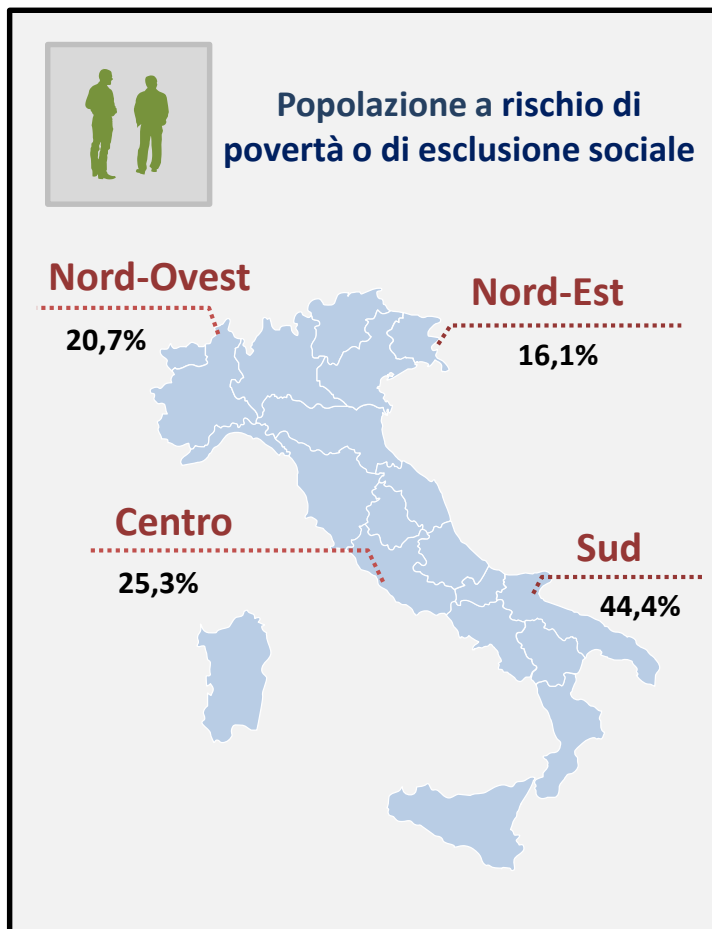 Popolazione a rischio di
povertà o di esclusione sociale
Nord-Ovest
20,7%
Nord-Est
16,1%
Centro
25,3%
Sud
44,4%